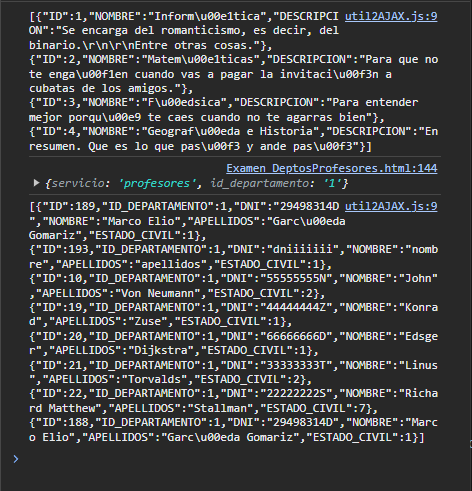 [{"ID":1,"NOMBRE":"Inform\u00e1tica","DESCRIPCI util2AJAX.js:9
ON":"Se encarga del romanticismo, es decir, del
binario.\r\n\r\nEntre otras cosas."},
{"ID":2,"NOMBRE":"Matem\u00e1ticas","DESCRIPCION":"Para que no
te enga\u00f1en cuando vas a pagar la invitaci\u00f3n a
cubatas de los amigos."},
{"ID":3,"NOMBRE":"F\u00edsica","DESCRIPCION":"Para entender
mejor porqu\u00e9 te caes cuando no te agarras bien"},
{"ID":4,"NOMBRE":"Geograf\u00eda e Historia","DESCRIPCION":"En
resumen. Que es lo que pas\u00f3 y ande pas\u00f3"}]
Examen DeptosProfesores.html:144
{servicio: 'profesores', id_departamento: '1'}
[{"ID":189,"ID_DEPARTAMENTO":1,"DNI":"29498314D util2AJAX.js:9
","NOMBRE":"Marco Elio","APELLIDOS":"Garc\u00eda
Gomariz","ESTADO_CIVIL":1},
{"ID":193,"ID_DEPARTAMENTO":1,"DNI":"dniiiiiii","NOMBRE":"nomb
re","APELLIDOS":"apellidos","ESTADO_CIVIL":1},
{"ID":10,"ID_DEPARTAMENTO":1,"DNI":"55555555N","NOMBRE":"John"
,"APELLIDOS":"Von Neumann","ESTADO_CIVIL":2},
{"ID":19,"ID_DEPARTAMENTO":1,"DNI":"44444444Z","NOMBRE":"Konra
d","APELLIDOS":"Zuse","ESTADO_CIVIL":1},
{"ID":20,"ID_DEPARTAMENTO":1,"DNI":"66666666D","NOMBRE":"Edsge
r","APELLIDOS":"Dijkstra","ESTADO_CIVIL":1},
{"ID":21,"ID_DEPARTAMENTO":1,"DNI":"33333333T","NOMBRE":"Linus
","APELLIDOS":"Torvalds","ESTADO_CIVIL":2},
{"ID":22,"ID_DEPARTAMENTO":1,"DNI":"22222222S","NOMBRE":"Richa
rd Matthew","APELLIDOS":"Stallman","ESTADO_CIVIL":7},
{"ID":188,"ID_DEPARTAMENTO":1,"DNI":"29498314D","NOMBRE":"Marc
o Elio","APELLIDOS":"Garc\u00eda Gomariz","ESTADO_CIVIL":1}]